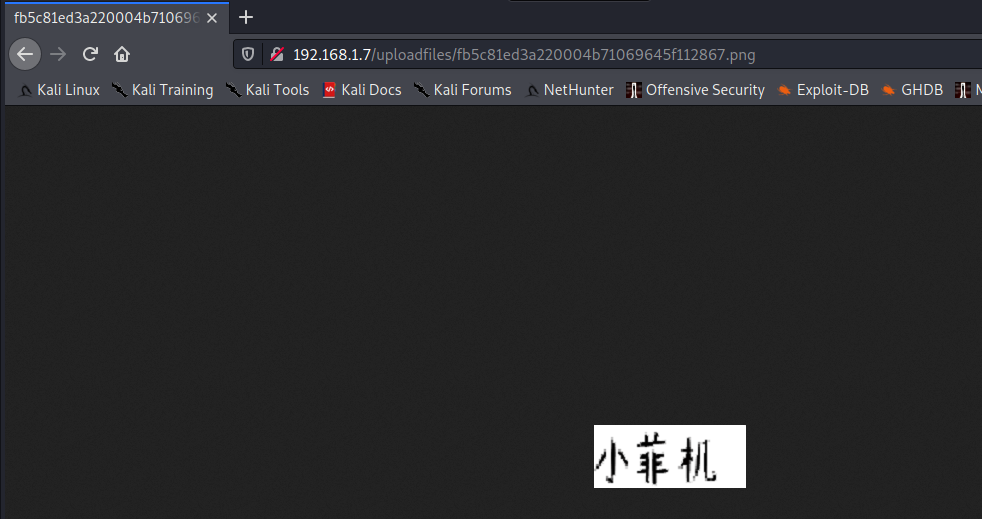 fb5c81ed3a220004b710696
192.168.1.7/uploadfiles/fb5c81ed3a220004b71069645f112867.png
Kali Linux Kali Training Kali Tools Kali Docs Kali Forums NetHunter Offensive Security Exploit-DB GHDB
小菲机